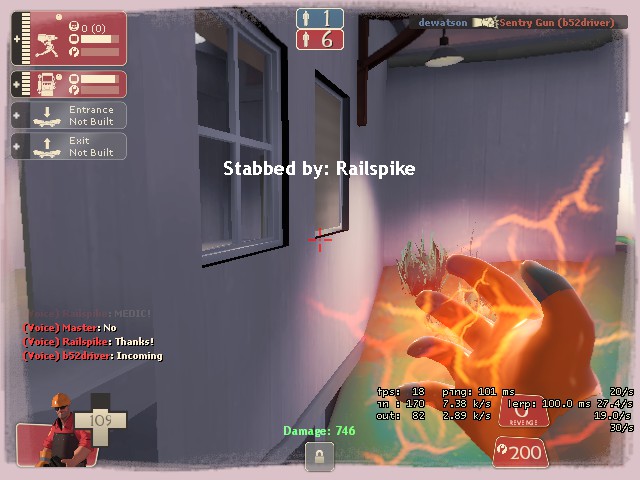 0 (0)
1
6
dewatson Sentry Gun (b52driver)
Entrance
Not Built
Exit
Not Built
Stabbed by: Railspike
(Voice) Railspike: MEDIC!
(Voice) Master: No
(Voice) Railspike: Thanks!
(Voice) b52driver: Incoming
fps: 18 ping: 101 ms 20/s
in : 170 7.38 k/s lerp: 100.0 ms 27.4/s
out: 82 2.89 k/s 19.0/s
30/s
109
Damage: 746
REVENGE
200